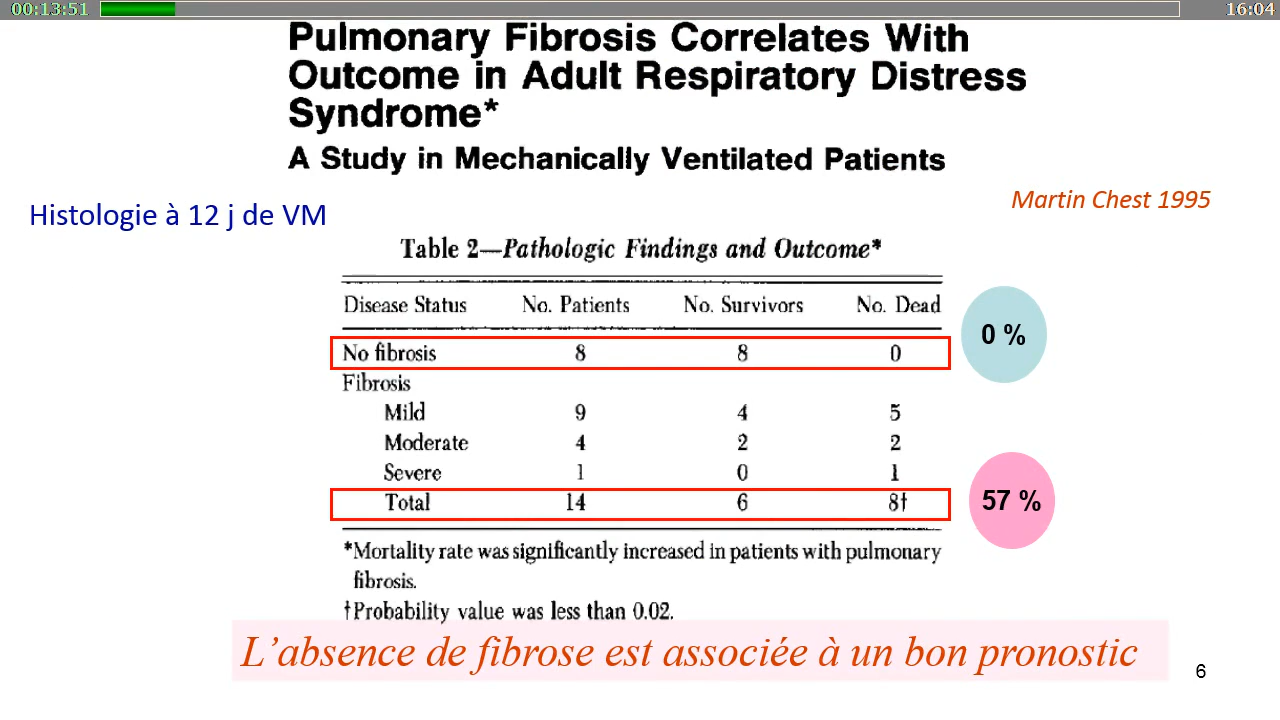 00:13:51
16:04
Pulmonary Fibrosis Correlates With
Outcome in Adult Respiratory Distress
Syndrome*
A Study in Mechanically Ventilated Patients
Martin Chest 1995
Histologie à 12 j de VM
Table 2—Pathologic Findings and Outcome*
Disease Status No. Patients No. Survivors No. Dead
0 %
No fibrosis 8 8 0
Fibrosis
Mild 9 4 5
Moderate 4 2 2
Severe 1 0 1
Total 14 6 8†
57 %
*Mortality rate was significantly increased in patients with pulmonary
fibrosis.
†Probability value was less than 0.02.
L’absence de fibrose est associée à un bon pronostic
6